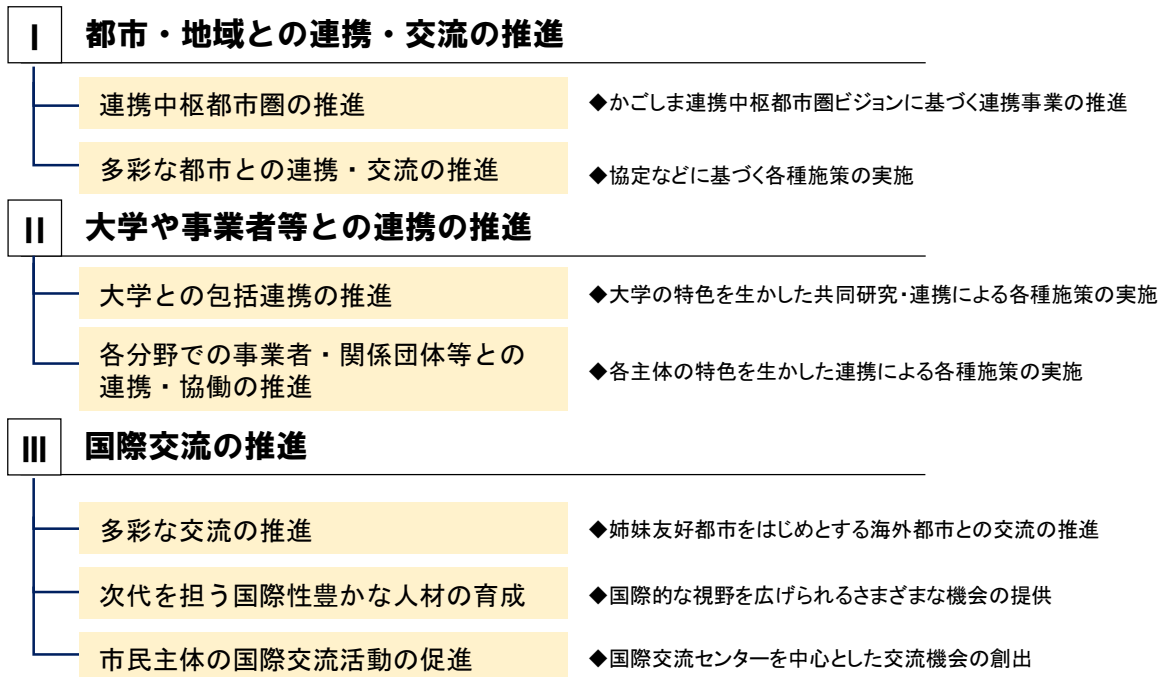 I 都市・地域との連携・交流の推進
連携中枢都市圏の推進 ◆かごしま連携中枢都市圏ビジョンに基づく連携事業の推進
多彩な都市との連携・交流の推進 ◆協定などに基づく各種施策の実施
II 大学や事業者等との連携の推進
大学との包括連携の推進 ◆大学の特色を生かした共同研究・連携による各種施策の実施
各分野での事業者・関係団体等との
連携・協働の推進
◆各主体の特色を生かした連携による各種施策の実施
III 国際交流の推進
多彩な交流の推進 ◆姉妹友好都市をはじめとする海外都市との交流の推進
次代を担う国際性豊かな人材の育成 ◆国際的な視野を広げられるさまざまな機会の提供
市民主体の国際交流活動の促進 ◆国際交流センターを中心とした交流機会の創出